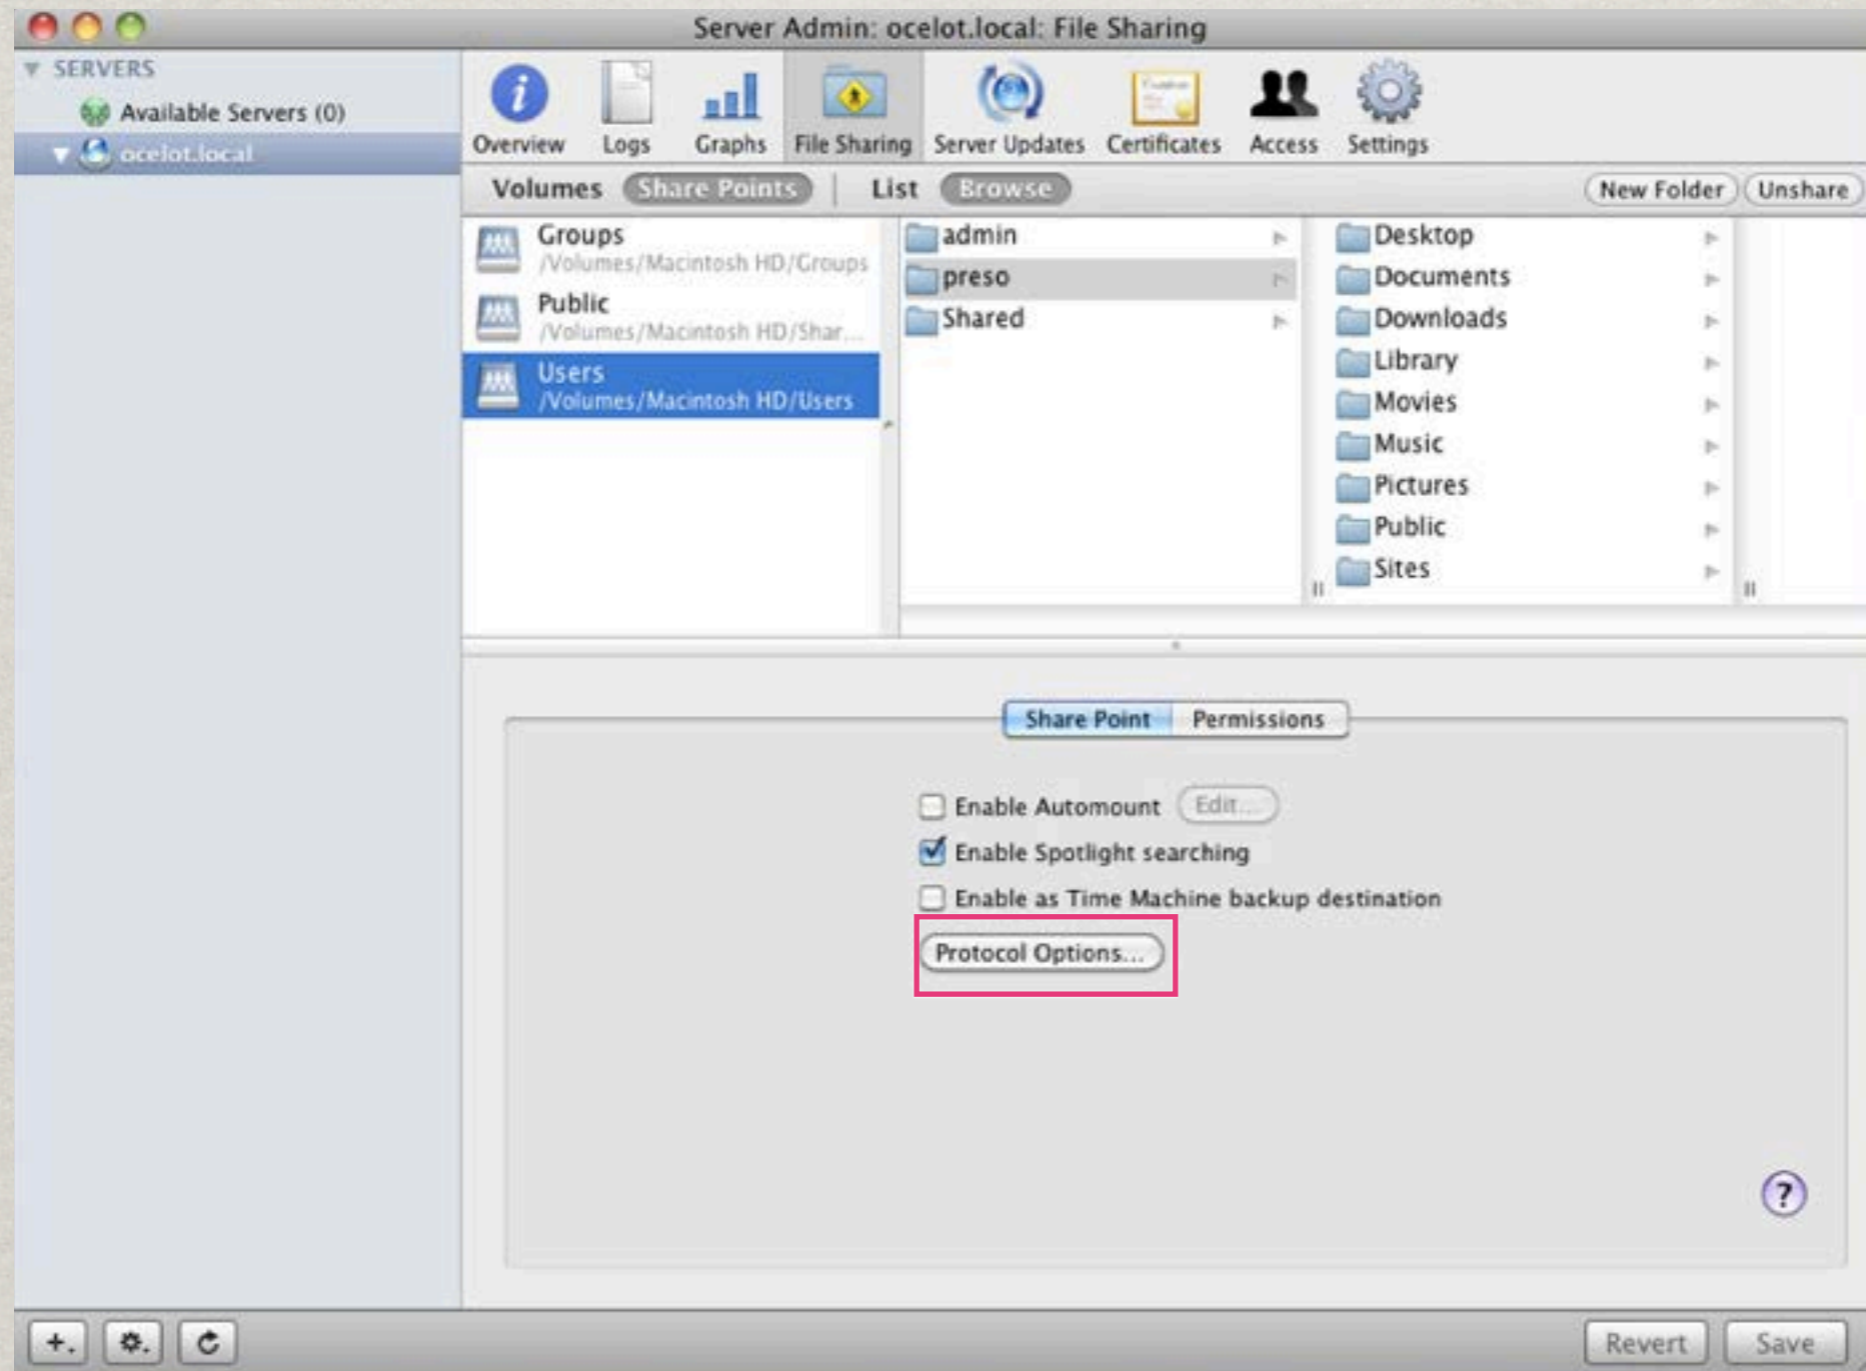 Server Admin: ocelot.local: File Sharing
SERVERS
Available Servers (0)
ocelot.local
Overview Logs Graphs File Sharing Server Updates Certificates Access Settings
Volumes Share Points List Browse New Folder Unshare
Groups
/Volumes/Macintosh HD/Groups
Public
/Volumes/Macintosh HD/Shar...
Users
/Volumes/Macintosh HD/Users
admin
preso
Shared
Desktop
Documents
Downloads
Library
Movies
Music
Pictures
Public
Sites
Share Point Permissions
Enable Automount Edit...
Enable Spotlight searching
Enable as Time Machine backup destination
Protocol Options...
?
Revert Save